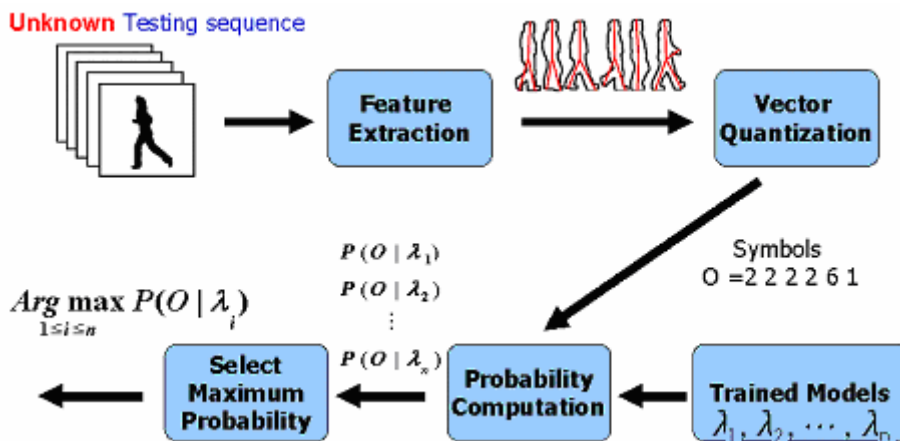 Unknown Testing sequence
Feature
Extraction
Vector
Quantization
Symbols
O =2 2 2 2 6 1
P(O | λ₁)
P(O | λ₂)
⋮
P(O | λₙ)
Arg max P(O | λᵢ)
1≤i≤n
Select
Maximum
Probability
Probability
Computation
Trained Models
λ₁, λ₂, ⋯, λₙ